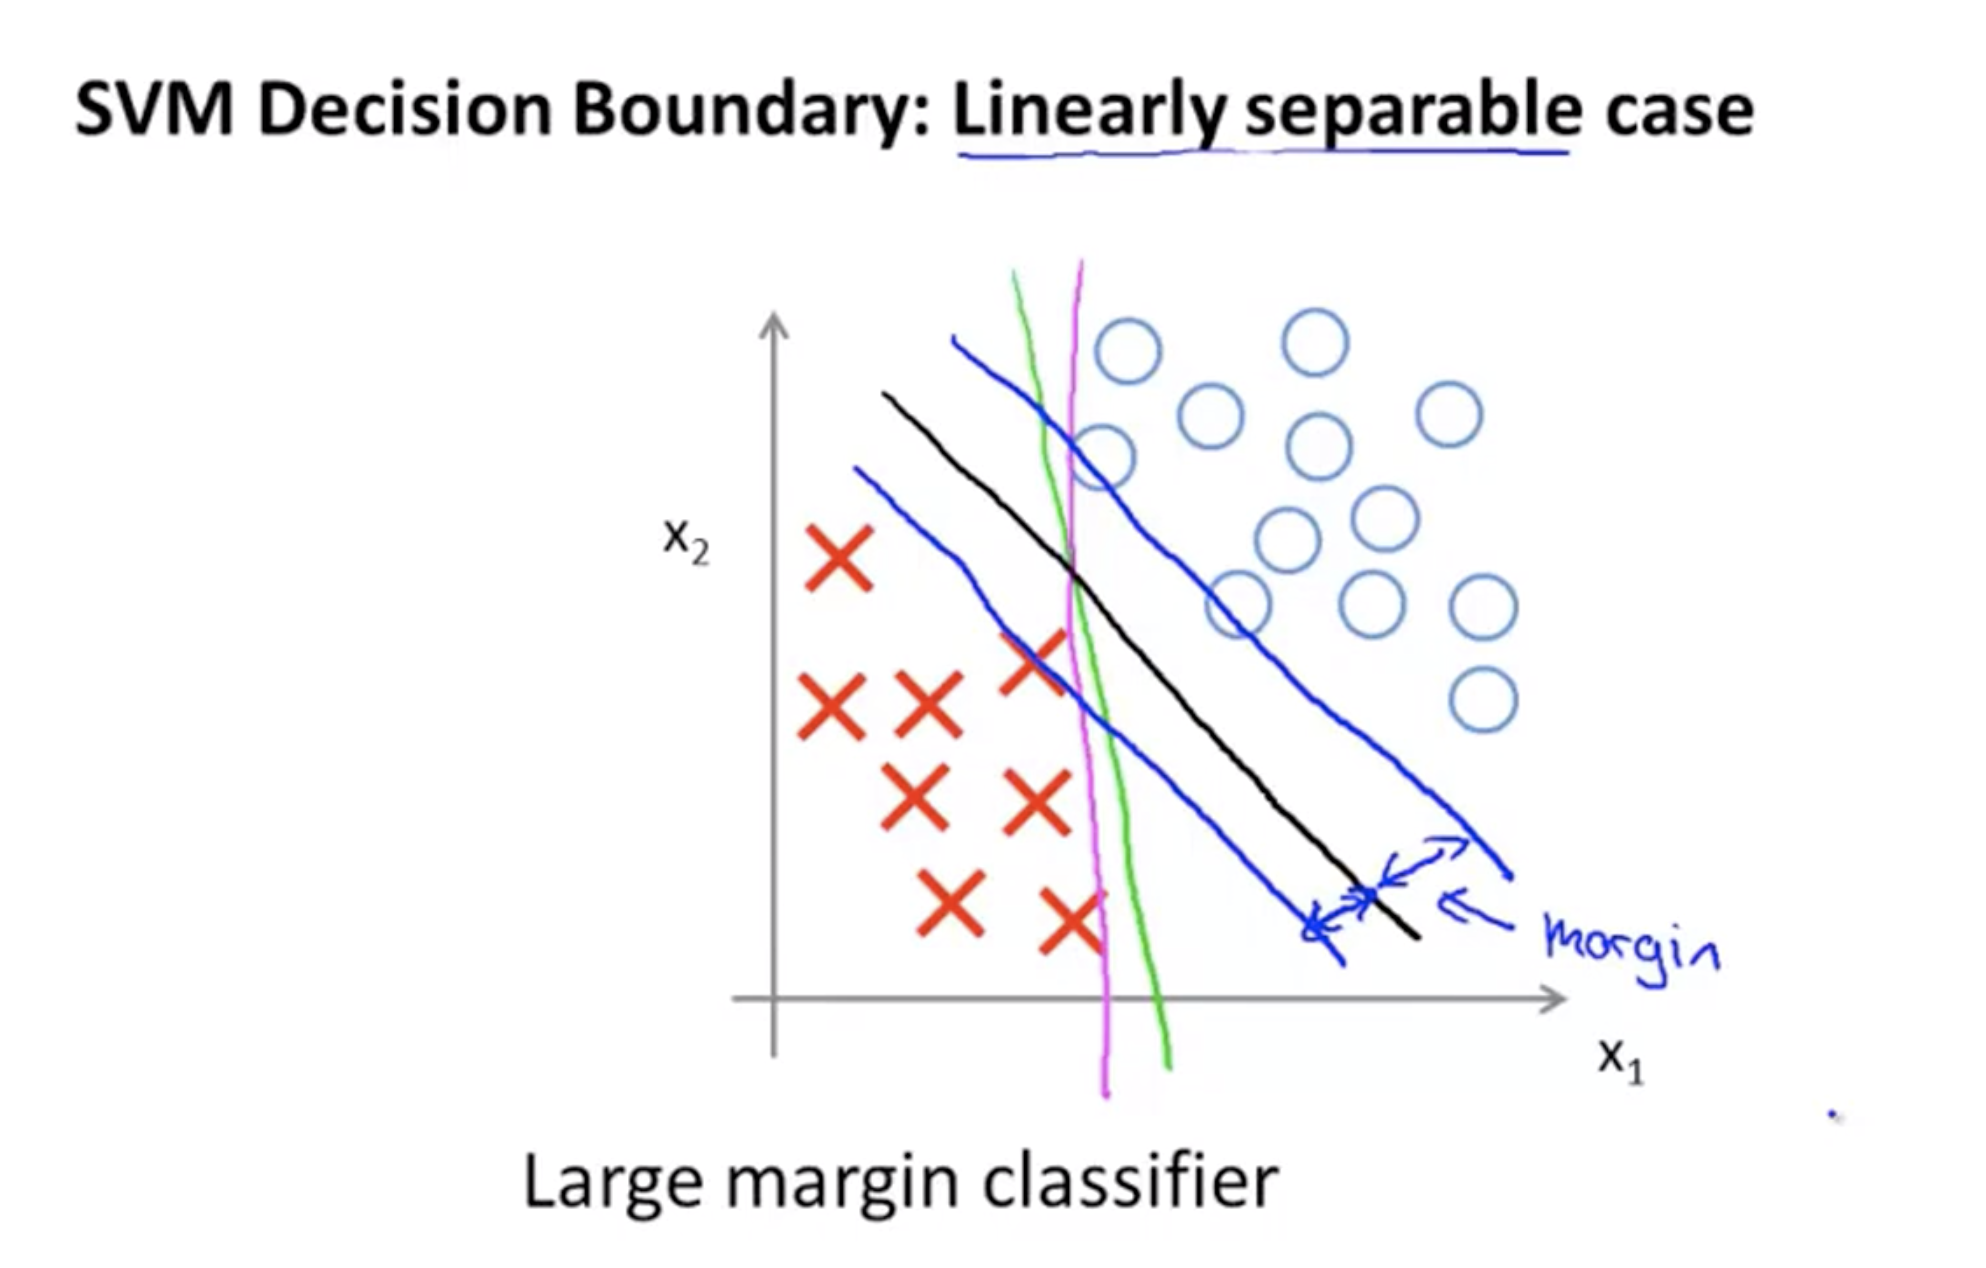 SVM Decision Boundary: Linearly separable case
x₂
margin
x₁
Large margin classifier